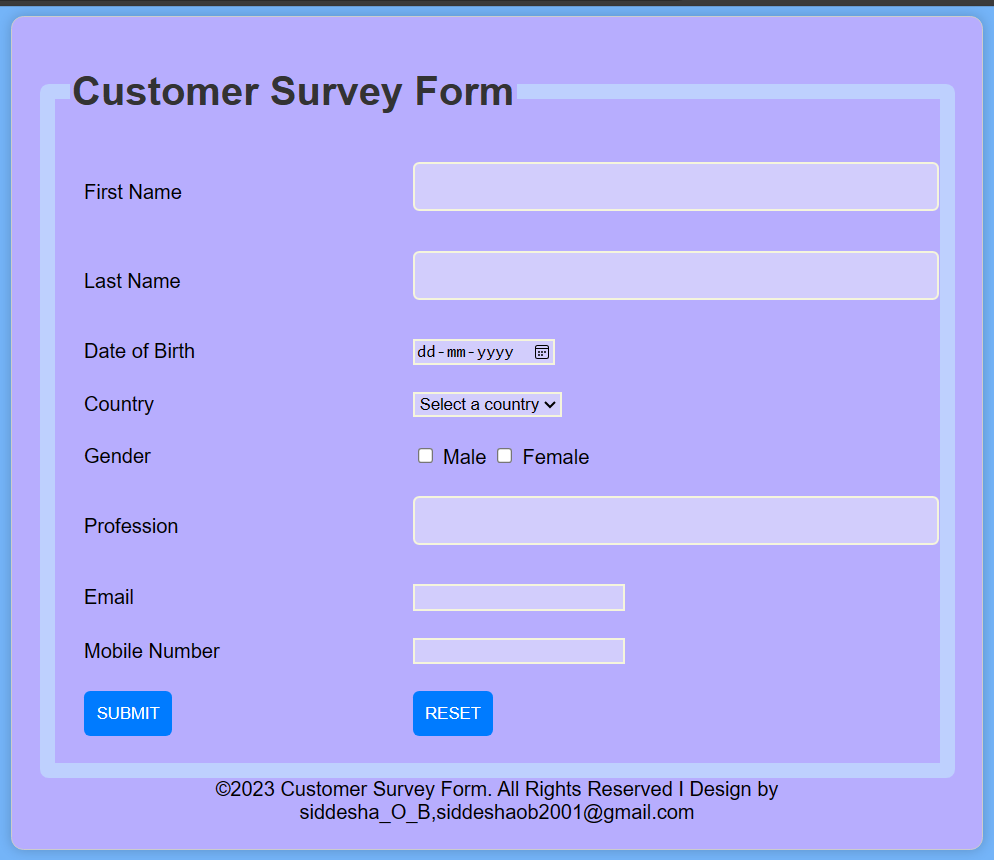 Customer Survey Form
First Name
Last Name
Date of Birth dd-mm-yyyy
Country Select a country
Gender Male Female
Profession
Email
Mobile Number
SUBMIT RESET
©2023 Customer Survey Form. All Rights Reserved I Design by
siddesha_O_B,siddeshaob2001@gmail.com